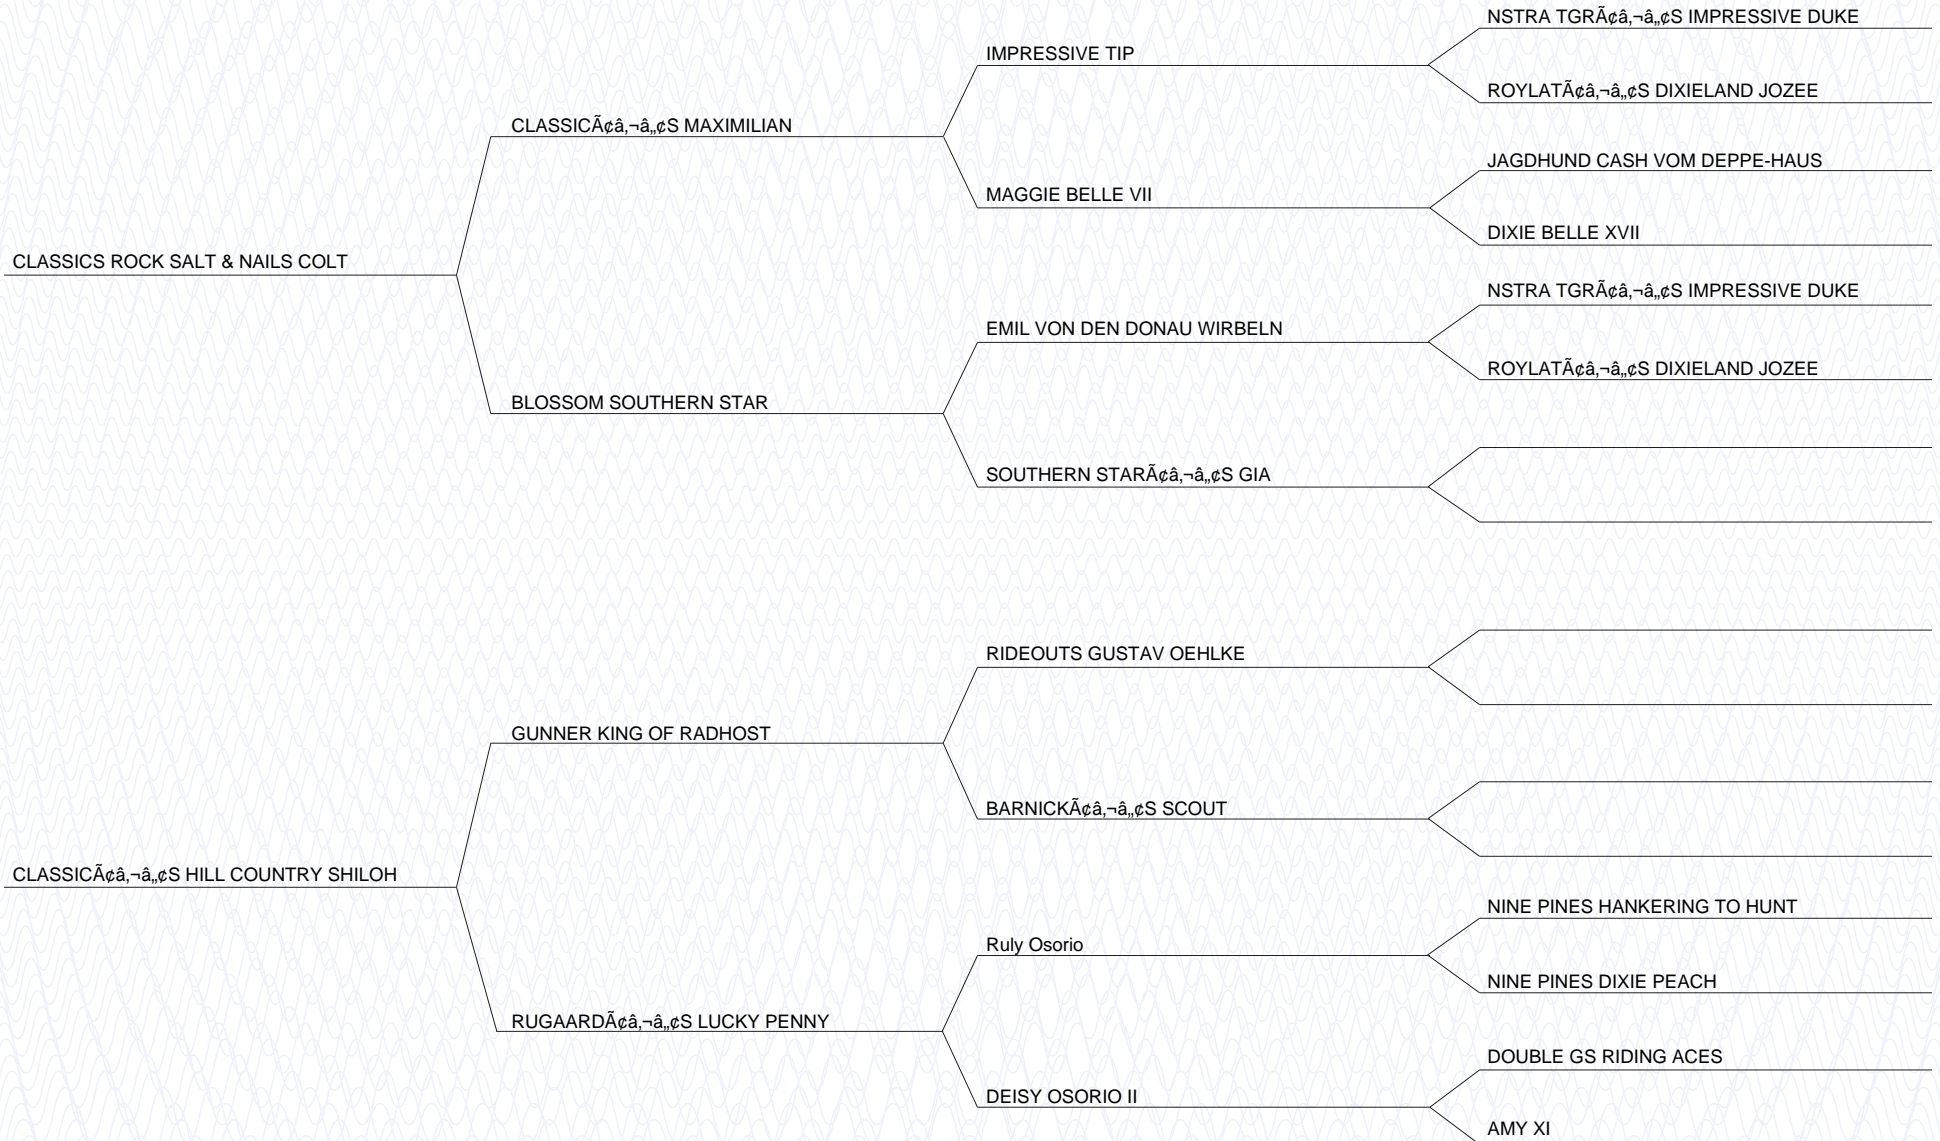 NSTRA TGRÃ¢â‚¬â„¢S IMPRESSIVE DUKE
IMPRESSIVE TIP
ROYLATÃ¢â‚¬â„¢S DIXIELAND JOZEE
CLASSICÃ¢â‚¬â„¢S MAXIMILIAN
JAGDHUND CASH VOM DEPPE-HAUS
MAGGIE BELLE VII
DIXIE BELLE XVII
CLASSICS ROCK SALT & NAILS COLT
NSTRA TGRÃ¢â‚¬â„¢S IMPRESSIVE DUKE
EMIL VON DEN DONAU WIRBELN
ROYLATÃ¢â‚¬â„¢S DIXIELAND JOZEE
BLOSSOM SOUTHERN STAR
SOUTHERN STARÃ¢â‚¬â„¢S GIA
RIDEOUTS GUSTAV OEHLKE
GUNNER KING OF RADHOST
BARNICKÃ¢â‚¬â„¢S SCOUT
CLASSICÃ¢â‚¬â„¢S HILL COUNTRY SHILOH
NINE PINES HANKERING TO HUNT
Ruly Osorio
NINE PINES DIXIE PEACH
RUGAARDÃ¢â‚¬â„¢S LUCKY PENNY
DOUBLE GS RIDING ACES
DEISY OSORIO II
AMY XI